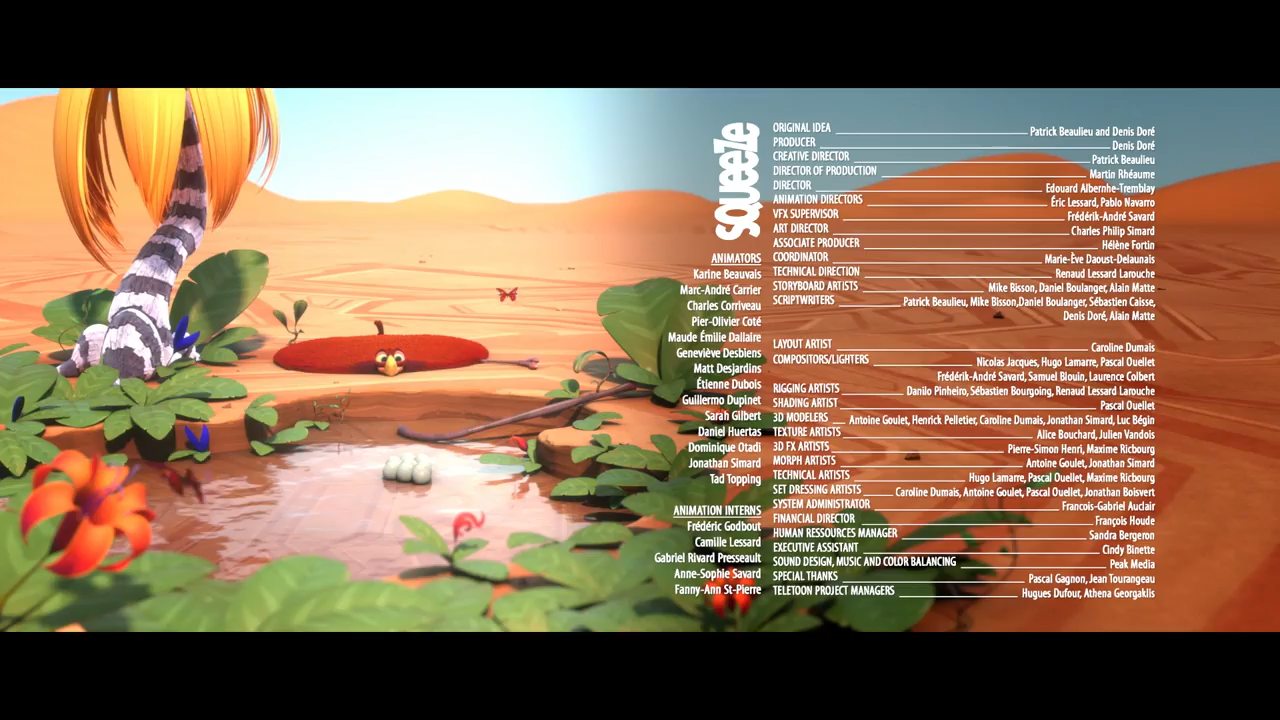 squeeze
ANIMATORS
Karine Beauvais
Marc-André Carrier
Charles Corriveau
Pier-Olivier Coté
Maude Émilie Dallaire
Geneviève Desbiens
Matt Desjardins
Étienne Dubois
Guillermo Dupinet
Sarah Gilbert
Daniel Huertas
Dominique Otadi
Jonathan Simard
Tad Topping
ANIMATION INTERNS
Frédéric Godbout
Camille Lessard
Gabriel Rivard Presseault
Anne-Sophie Savard
Fanny-Ann St-Pierre
ORIGINAL IDEA Patrick Beaulieu and Denis Doré
PRODUCER Denis Doré
CREATIVE DIRECTOR Patrick Beaulieu
DIRECTOR OF PRODUCTION Martin Rhéaume
DIRECTOR Edouard Albernhe-Tremblay
ANIMATION DIRECTORS Éric Lessard, Pablo Navarro
VFX SUPERVISOR Frédérik-André Savard
ART DIRECTOR Charles Philip Simard
ASSOCIATE PRODUCER Hélène Fortin
COORDINATOR Marie-Ève Daoust-Delaunais
TECHNICAL DIRECTION Renaud Lessard Larouche
STORYBOARD ARTISTS Mike Bisson, Daniel Boulanger, Alain Matte
SCRIPTWRITERS Patrick Beaulieu, Mike Bisson,Daniel Boulanger, Sébastien Caisse,
Denis Doré, Alain Matte
LAYOUT ARTIST Caroline Dumais
COMPOSITORS/LIGHTERS Nicolas Jacques, Hugo Lamarre, Pascal Ouellet
Frédérik-André Savard, Samuel Blouin, Laurence Colbert
RIGGING ARTISTS Danilo Pinheiro, Sébastien Bourgoing, Renaud Lessard Larouche
SHADING ARTIST Pascal Ouellet
3D MODELERS Antoine Goulet, Henrick Pelletier, Caroline Dumais, Jonathan Simard, Luc Bégin
TEXTURE ARTISTS Alice Bouchard, Julien Vandois
3D FX ARTISTS Pierre-Simon Henri, Maxime Ricbourg
MORPH ARTISTS Antoine Goulet, Jonathan Simard
TECHNICAL ARTISTS Hugo Lamarre, Pascal Ouellet, Maxime Ricbourg
SET DRESSING ARTISTS Caroline Dumais, Antoine Goulet, Pascal Ouellet, Jonathan Boisvert
SYSTEM ADMINISTRATOR Francois-Gabriel Auclair
FINANCIAL DIRECTOR François Houde
HUMAN RESSOURCES MANAGER Sandra Bergeron
EXECUTIVE ASSISTANT Cindy Binette
SOUND DESIGN, MUSIC AND COLOR BALANCING Peak Media
SPECIAL THANKS Pascal Gagnon, Jean Tourangeau
TELETOON PROJECT MANAGERS Hugues Dufour, Athena Georgaklis